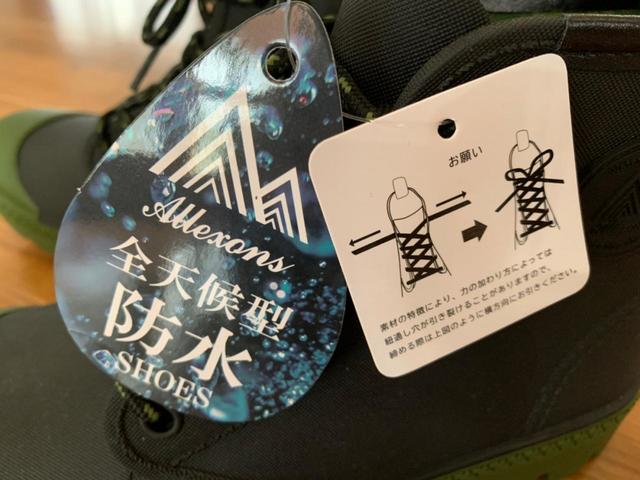 Allexons
全天候型
防水
SHOES
お願い
素材の特徴により、力の加わり方によっては
紐通し穴が引き裂けることがありますので、
締める際は上図のように横方向にお引きください。